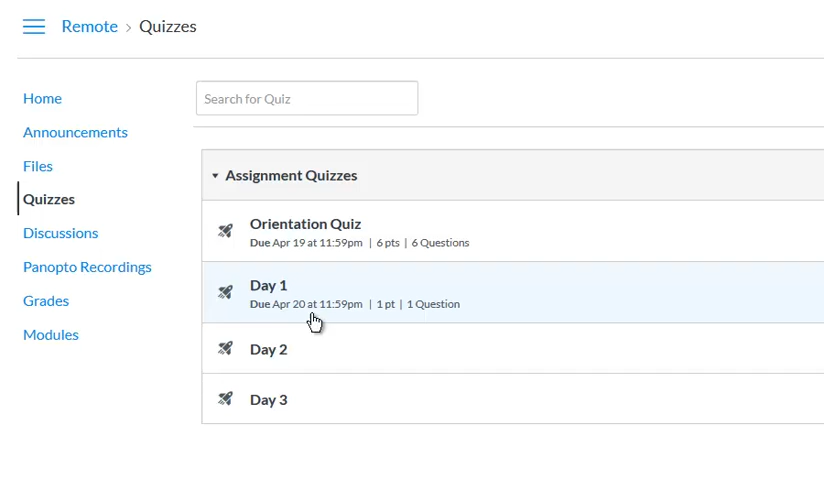 Remote › Quizzes
Home
Announcements
Files
Quizzes
Discussions
Panopto Recordings
Grades
Modules
Search for Quiz
Assignment Quizzes
Orientation Quiz
Due Apr 19 at 11:59pm | 6 pts | 6 Questions
Day 1
Due Apr 20 at 11:59pm | 1 pt | 1 Question
Day 2
Day 3